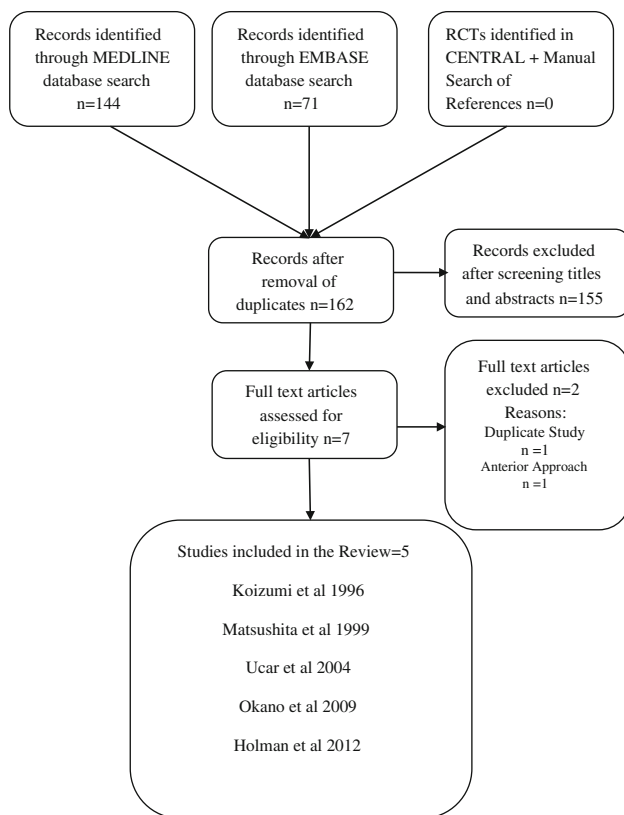 Records identified
through MEDLINE
database search
n=144
Records identified
through EMBASE
database search
n=71
RCTs identified in
CENTRAL + Manual
Search of
References n=0
Records after
removal of
duplicates n=162
Records excluded
after screening titles
and abstracts n=155
Full text articles
assessed for
eligibility n=7
Full text articles
excluded n=2
Reasons:
Duplicate Study
n =1
Anterior Approach
n =1
Studies included in the Review=5
Koizumi et al 1996
Matsushita et al 1999
Ucar et al 2004
Okano et al 2009
Holman et al 2012